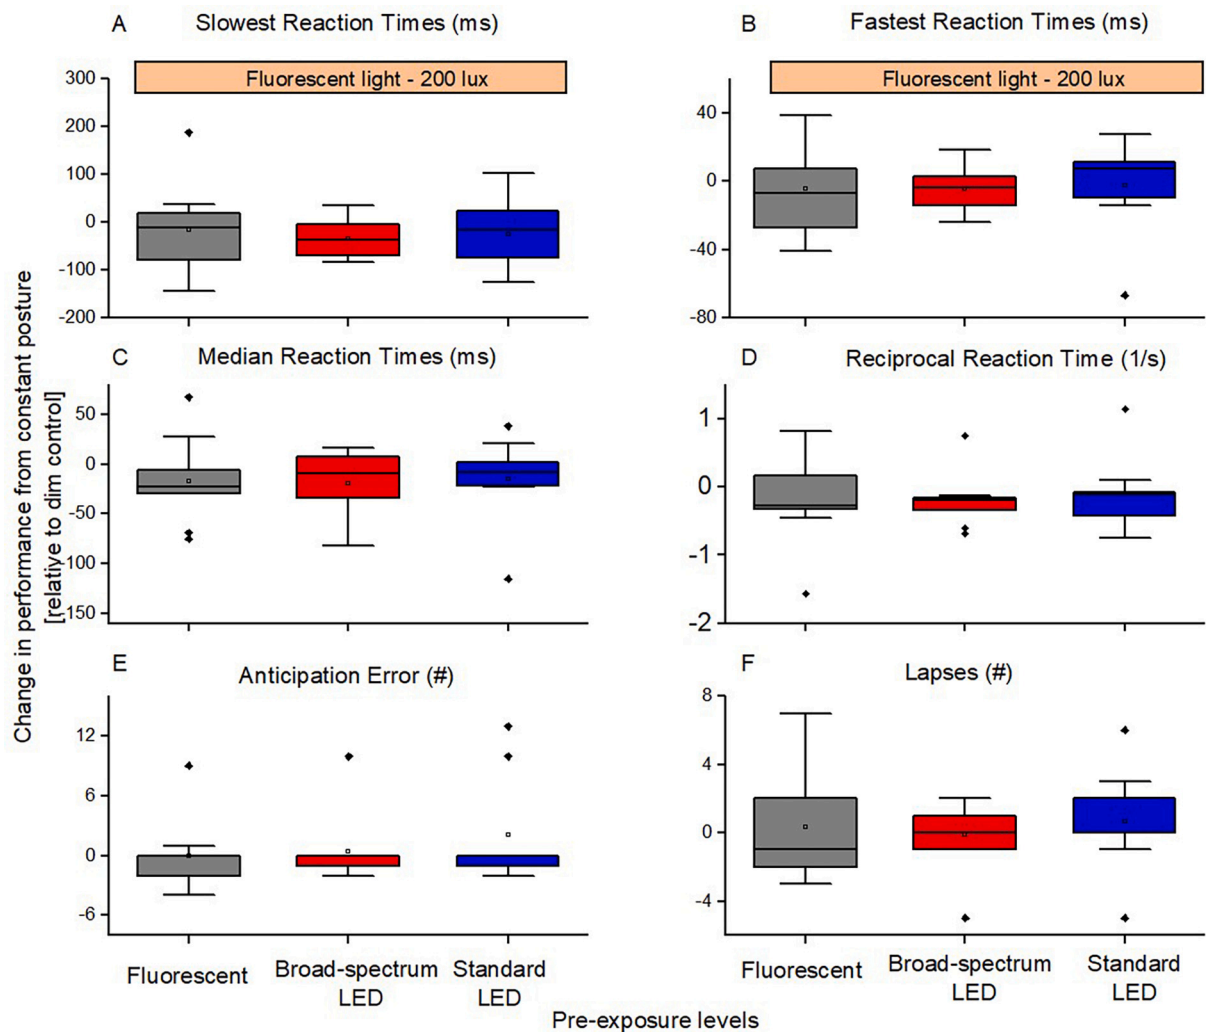 A Slowest Reaction Times (ms)
Fluorescent light - 200 lux
300
200
100
0
-100
-200
B Fastest Reaction Times (ms)
Fluorescent light - 200 lux
40
0
-40
-80
C Median Reaction Times (ms)
50
0
-50
-100
-150
D Reciprocal Reaction Time (1/s)
1
0
-1
-2
E Anticipation Error (#)
12
6
0
-6
Fluorescent
Broad-spectrum
LED
Standard
LED
F Lapses (#)
8
4
0
-4
Fluorescent
Broad-spectrum
LED
Standard
LED
Change in performance from constant posture
[relative to dim control]
Pre-exposure levels